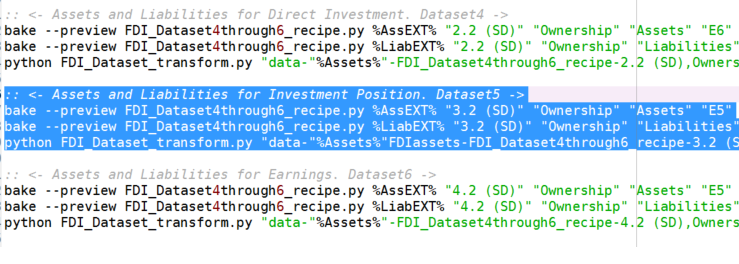 :: <- Assets and Liabilities for Direct Investment. Dataset4 ->
bake --preview FDI_Dataset4through6_recipe.py %AssEXT% "2.2 (SD)" "Ownership" "Assets" "E6"
bake --preview FDI_Dataset4through6_recipe.py %LiabEXT% "2.2 (SD)" "Ownership" "Liabilities"
python FDI_Dataset_transform.py "data-"%Assets%"-FDI_Dataset4through6_recipe-2.2 (SD),Owners
:: <- Assets and Liabilities for Investment Position. Dataset5 ->
bake --preview FDI_Dataset4through6_recipe.py %AssEXT% "3.2 (SD)" "Ownership" "Assets" "E5"
bake --preview FDI_Dataset4through6_recipe.py %LiabEXT% "3.2 (SD)" "Ownership" "Liabilities"
python FDI_Dataset_transform.py "data-"%Assets%"FDIassets-FDI_Dataset4through6_recipe-3.2 (S
:: <- Assets and Liabilities for Earnings. Dataset6 ->
bake --preview FDI_Dataset4through6_recipe.py %AssEXT% "4.2 (SD)" "Ownership" "Assets" "E5"
bake --preview FDI_Dataset4through6_recipe.py %LiabEXT% "4.2 (SD)" "Ownership" "Liabilities"
python FDI_Dataset_transform.py "data-"%Assets%"-FDI_Dataset4through6_recipe-4.2 (SD),Owners